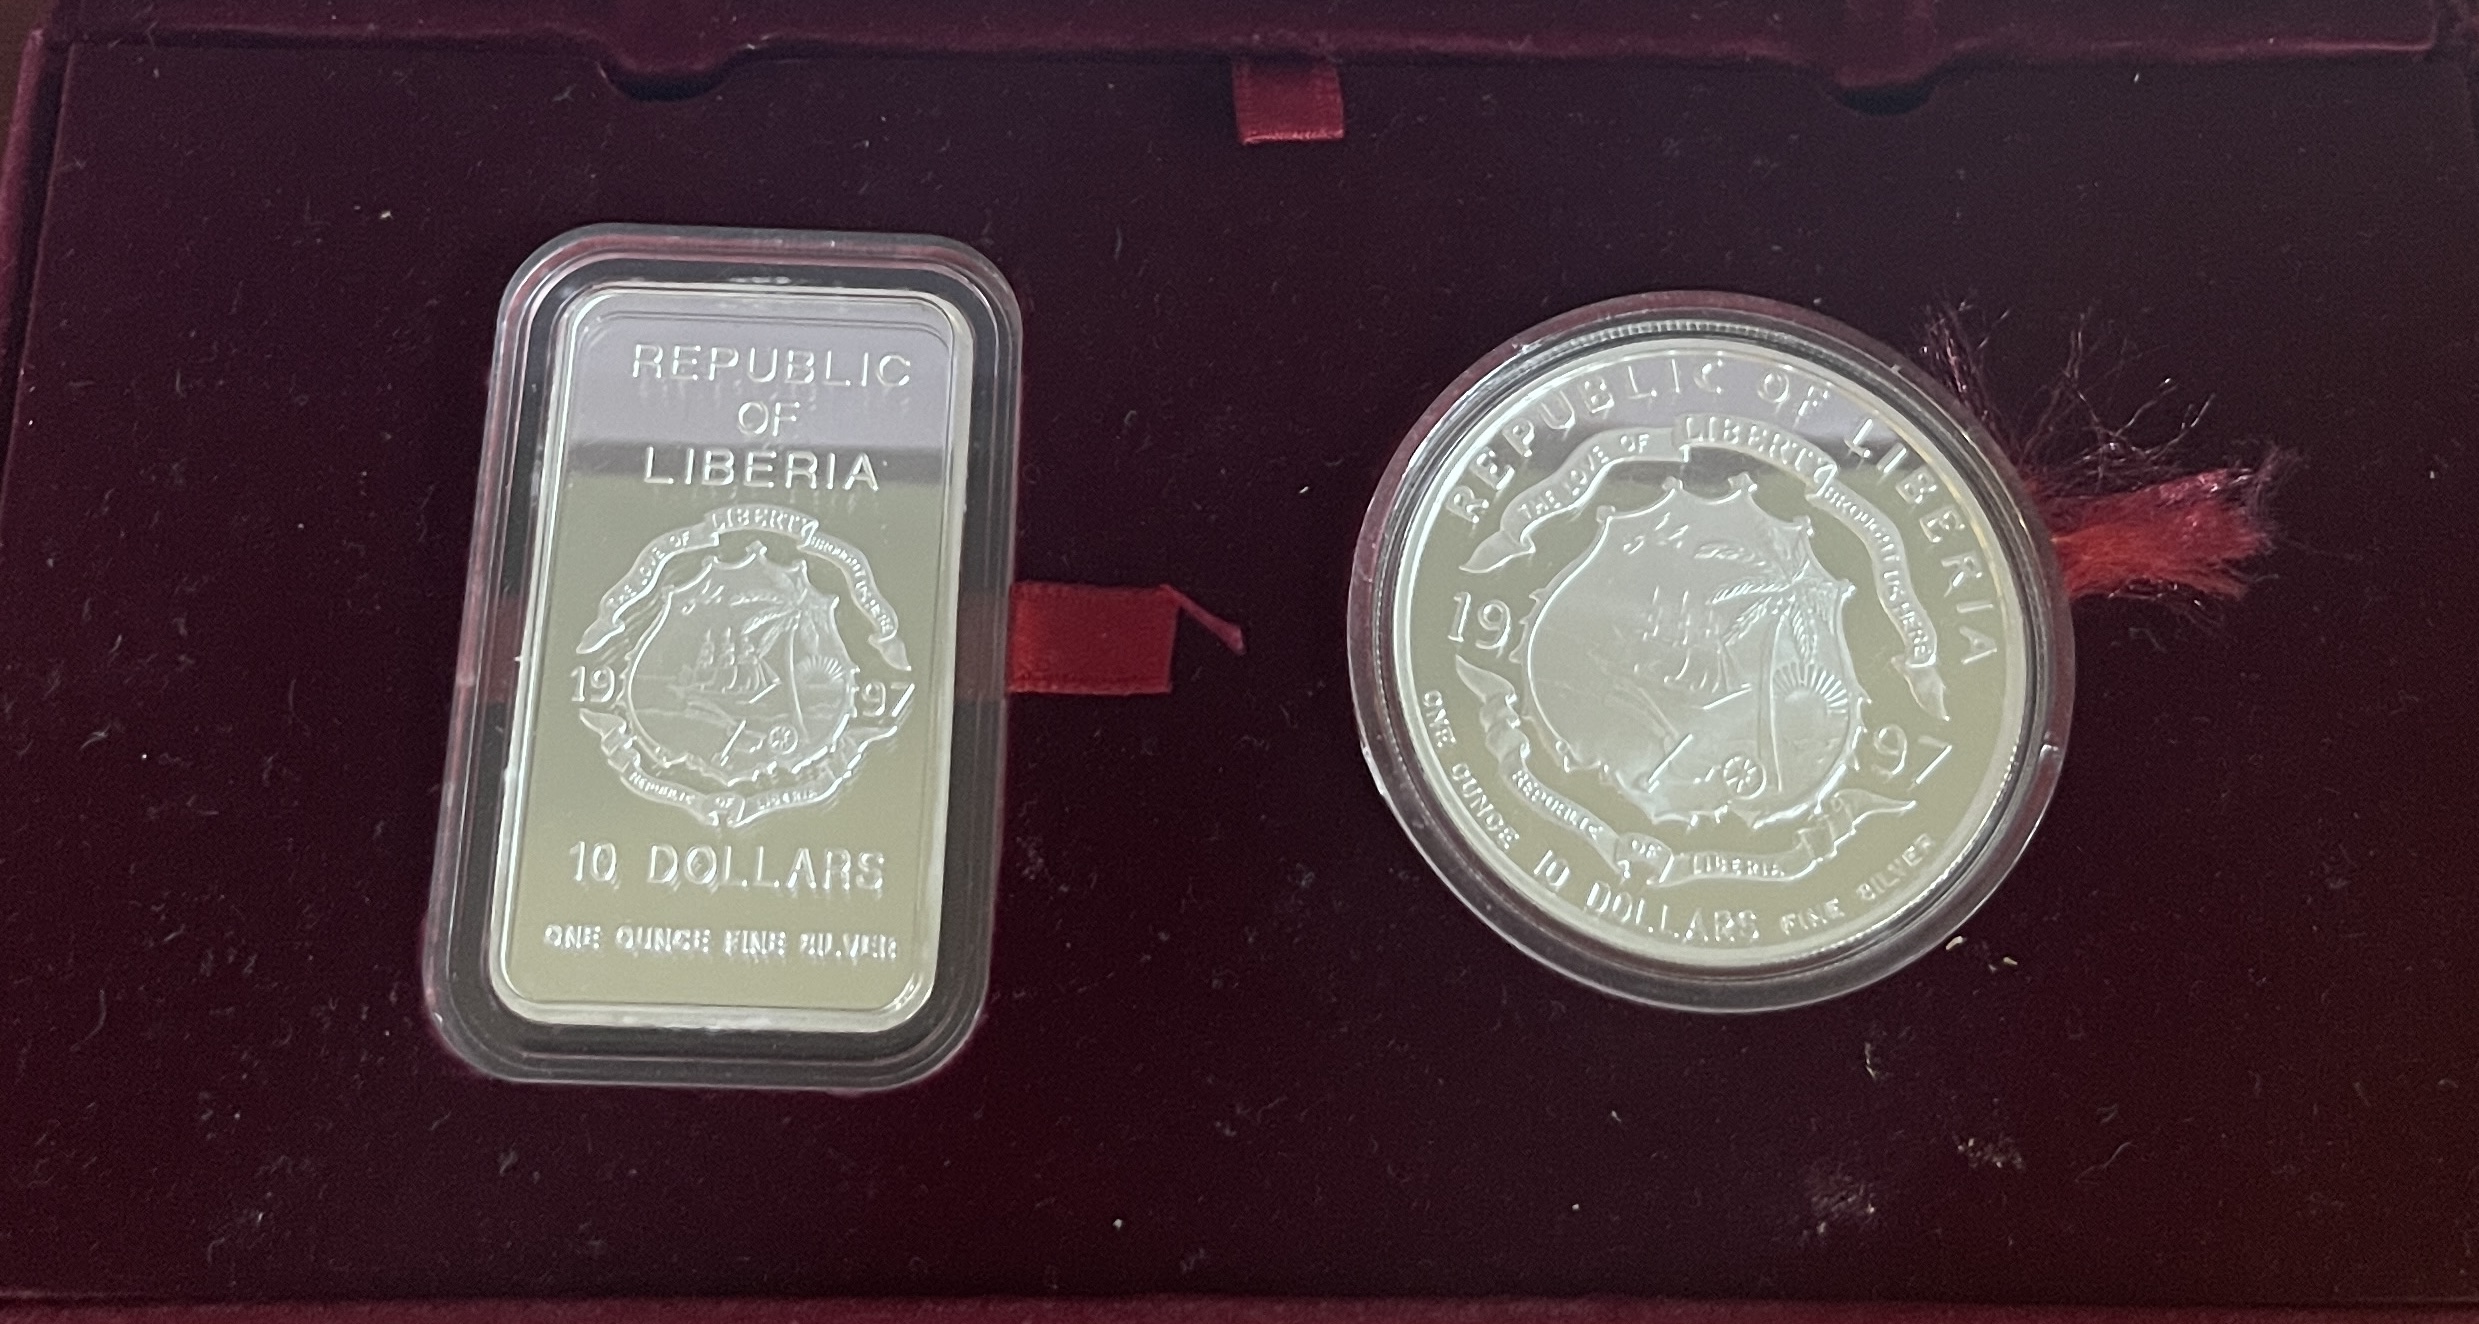 REPUBLIC
OF
LIBERIA
THE LOVE OF LIBERTY BROUGHT US HERE
19 97
REPUBLIC OF LIBERIA
10 DOLLARS
ONE OUNCE FINE SILVER
REPUBLIC OF LIBERIA
THE LOVE OF LIBERTY BROUGHT US HERE
19 97
REPUBLIC OF LIBERIA
ONE OUNCE 10 DOLLARS FINE SILVER